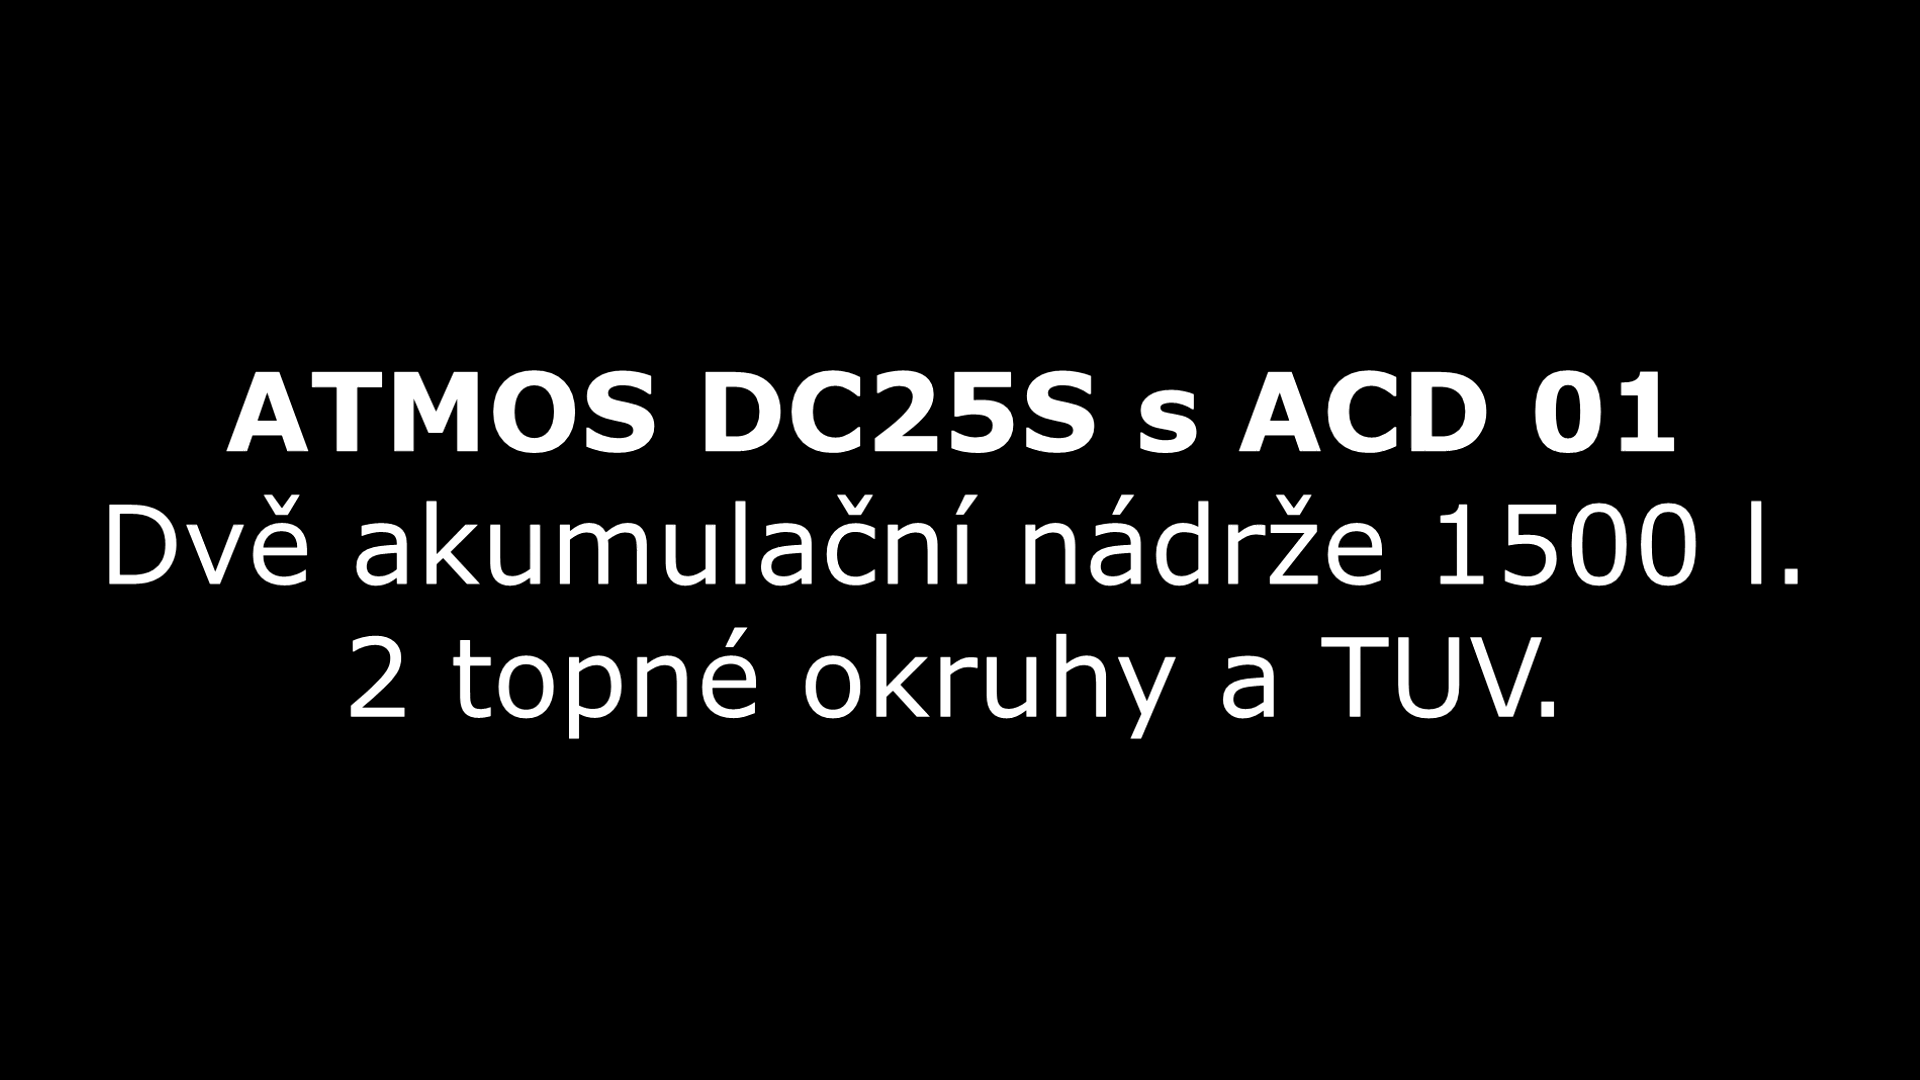 ATMOS DC25S s ACD 01
Dvě akumulační nádrže 1500 l.
2 topné okruhy a TUV.